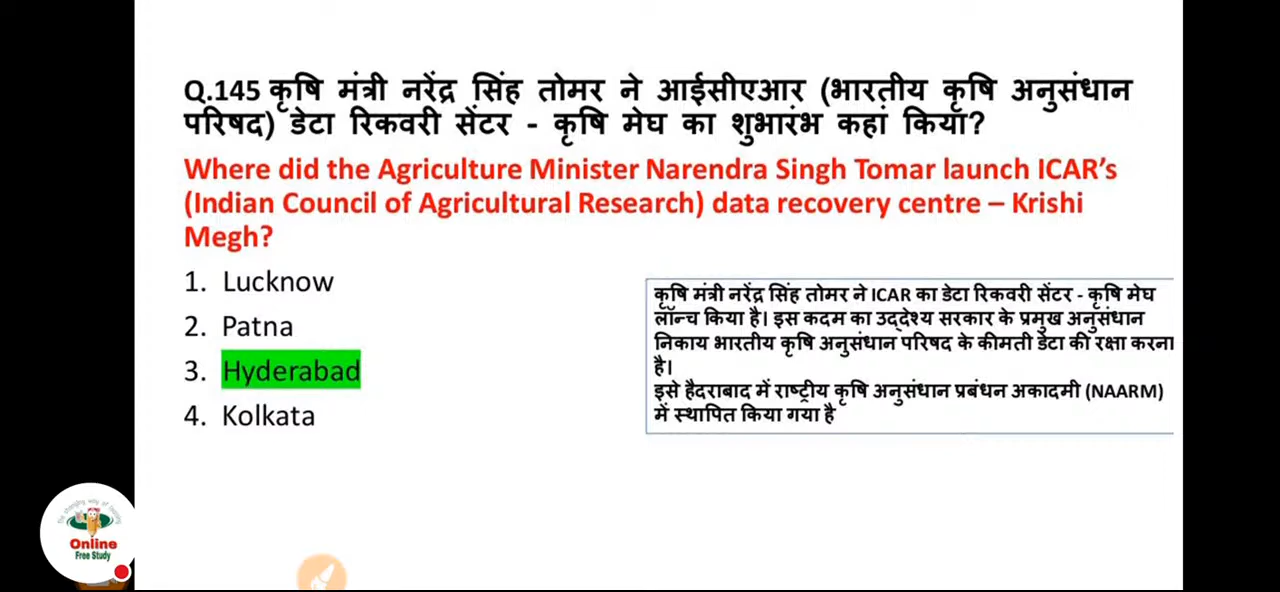 Q.145 कृषि मंत्री नरेंद्र सिंह तोमर ने आईसीएआर (भारतीय कृषि अनुसंधान
परिषद) डेटा रिकवरी सेंटर - कृषि मेघ का शुभारंभ कहां किया?
Where did the Agriculture Minister Narendra Singh Tomar launch ICAR’s
(Indian Council of Agricultural Research) data recovery centre – Krishi
Megh?
1. Lucknow
2. Patna
3. Hyderabad
4. Kolkata
कृषि मंत्री नरेंद्र सिंह तोमर ने ICAR का डेटा रिकवरी सेंटर - कृषि मेघ
लॉन्च किया है। इस कदम का उद्देश्य सरकार के प्रमुख अनुसंधान
निकाय भारतीय कृषि अनुसंधान परिषद के कीमती डेटा की रक्षा करना
है।
इसे हैदराबाद में राष्ट्रीय कृषि अनुसंधान प्रबंधन अकादमी (NAARM)
में स्थापित किया गया है
Online
Free Study